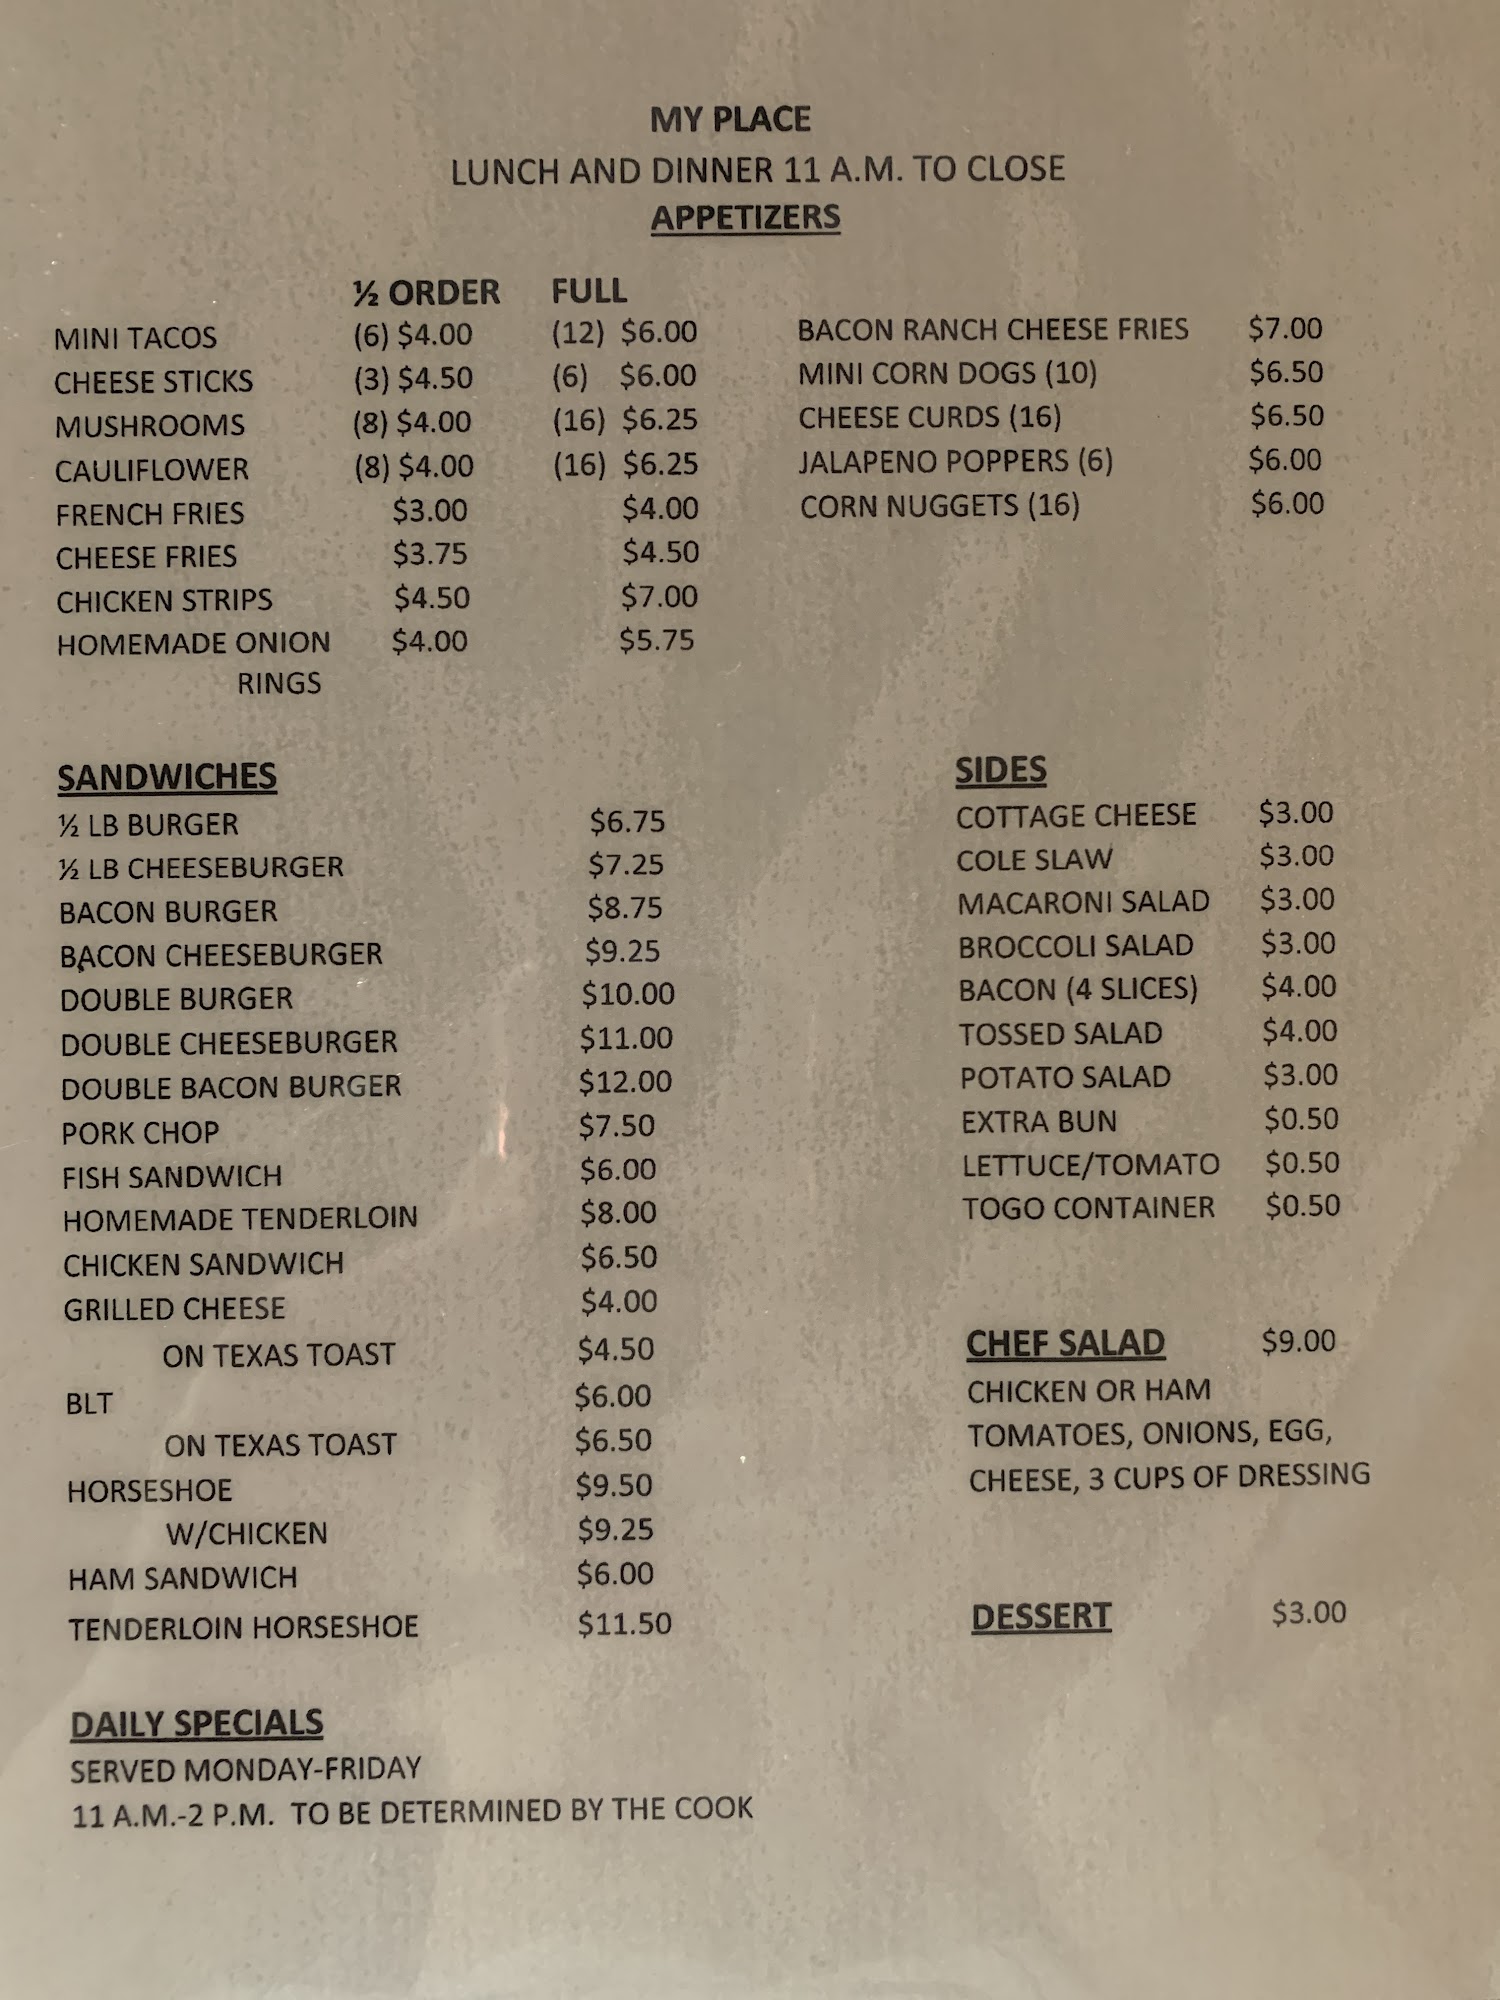 MY PLACE
LUNCH AND DINNER 11 A.M. TO CLOSE
APPETIZERS
½ ORDER FULL
MINI TACOS (6) $4.00 (12) $6.00
CHEESE STICKS (3) $4.50 (6) $6.00
MUSHROOMS (8) $4.00 (16) $6.25
CAULIFLOWER (8) $4.00 (16) $6.25
FRENCH FRIES $3.00 $4.00
CHEESE FRIES $3.75 $4.50
CHICKEN STRIPS $4.50 $7.00
HOMEMADE ONION $4.00 $5.75
RINGS
BACON RANCH CHEESE FRIES $7.00
MINI CORN DOGS (10) $6.50
CHEESE CURDS (16) $6.50
JALAPENO POPPERS (6) $6.00
CORN NUGGETS (16) $6.00
SANDWICHES
½ LB BURGER $6.75
½ LB CHEESEBURGER $7.25
BACON BURGER $8.75
BACON CHEESEBURGER $9.25
DOUBLE BURGER $10.00
DOUBLE CHEESEBURGER $11.00
DOUBLE BACON BURGER $12.00
PORK CHOP $7.50
FISH SANDWICH $6.00
HOMEMADE TENDERLOIN $8.00
CHICKEN SANDWICH $6.50
GRILLED CHEESE $4.00
ON TEXAS TOAST $4.50
BLT $6.00
ON TEXAS TOAST $6.50
HORSESHOE $9.50
W/CHICKEN $9.25
HAM SANDWICH $6.00
TENDERLOIN HORSESHOE $11.50
SIDES
COTTAGE CHEESE $3.00
COLE SLAW $3.00
MACARONI SALAD $3.00
BROCCOLI SALAD $3.00
BACON (4 SLICES) $4.00
TOSSED SALAD $4.00
POTATO SALAD $3.00
EXTRA BUN $0.50
LETTUCE/TOMATO $0.50
TOGO CONTAINER $0.50
CHEF SALAD $9.00
CHICKEN OR HAM
TOMATOES, ONIONS, EGG,
CHEESE, 3 CUPS OF DRESSING
DESSERT $3.00
DAILY SPECIALS
SERVED MONDAY-FRIDAY
11 A.M.-2 P.M. TO BE DETERMINED BY THE COOK